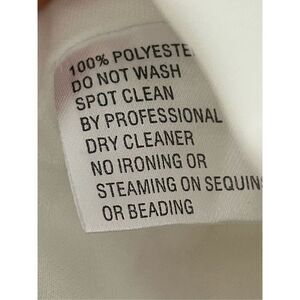 100% POLYESTE
DO NOT WASH
SPOT CLEAN
BY PROFESSIONAL
DRY CLEANER
NO IRONING OR
STEAMING ON SEQUINS
OR BEADING